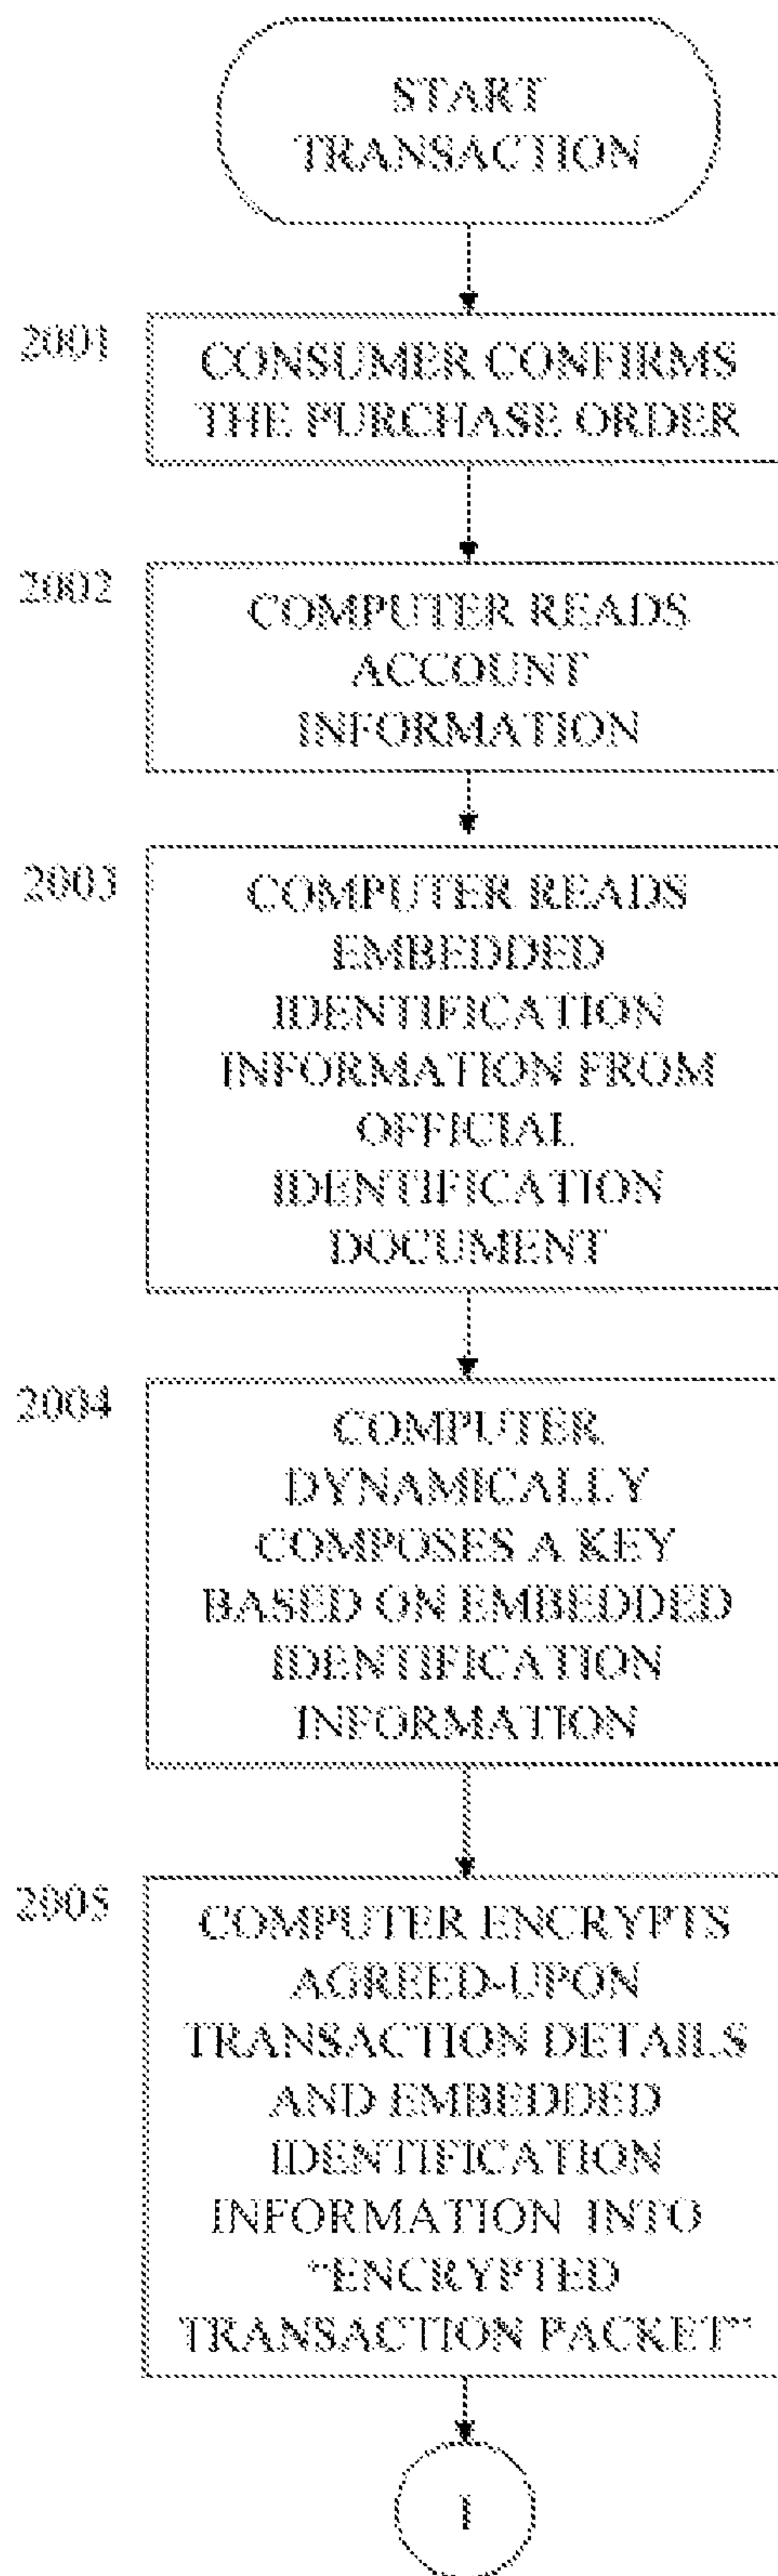 START
TRANSACTION
2001
CONSUMER CONFIRMS
THE PURCHASE ORDER
2002
COMPUTER READS
ACCOUNT
INFORMATION
2003
COMPUTER READS
EMBEDDED
IDENTIFICATION
INFORMATION FROM
OFFICIAL
IDENTIFICATION
DOCUMENT
2004
COMPUTER
DYNAMICALLY
COMPOSES A KEY
BASED ON EMBEDDED
IDENTIFICATION
INFORMATION
2005
COMPUTER ENCRYPTS
AGREED-UPON
TRANSACTION DETAILS
AND EMBEDDED
IDENTIFICATION
INFORMATION INTO
"ENCRYPTED
TRANSACTION PACKET"
I